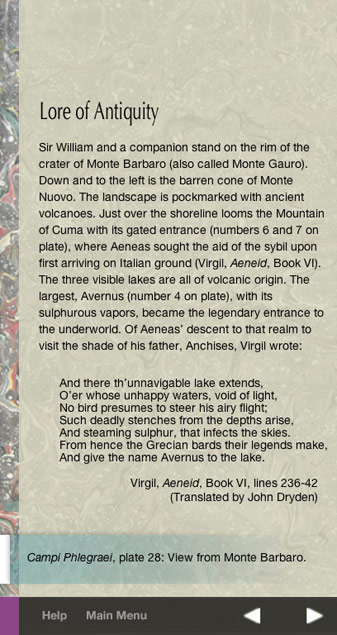 Lore of Antiquity
Sir William and a companion stand on the rim of the
crater of Monte Barbaro (also called Monte Gauro).
Down and to the left is the barren cone of Monte
Nuovo. The landscape is pockmarked with ancient
volcanoes. Just over the shoreline looms the Mountain
of Cuma with its gated entrance (numbers 6 and 7 on
plate), where Aeneas sought the aid of the sybil upon
first arriving on Italian ground (Virgil, Aeneid, Book VI).
The three visible lakes are all of volcanic origin. The
largest, Avernus (number 4 on plate), with its
sulphurous vapors, became the legendary entrance to
the underworld. Of Aeneas' descent to that realm to
visit the shade of his father, Anchises, Virgil wrote:
And there th'unnavigable lake extends,
O'er whose unhappy waters, void of light,
No bird presumes to steer his airy flight;
Such deadly stenches from the depths arise,
And steaming sulphur, that infects the skies.
From hence the Grecian bards their legends make,
And give the name Avernus to the lake.
Virgil, Aeneid, Book VI, lines 236-42
(Translated by John Dryden)
Campi Phlegraei, plate 28: View from Monte Barbaro.
Help Main Menu